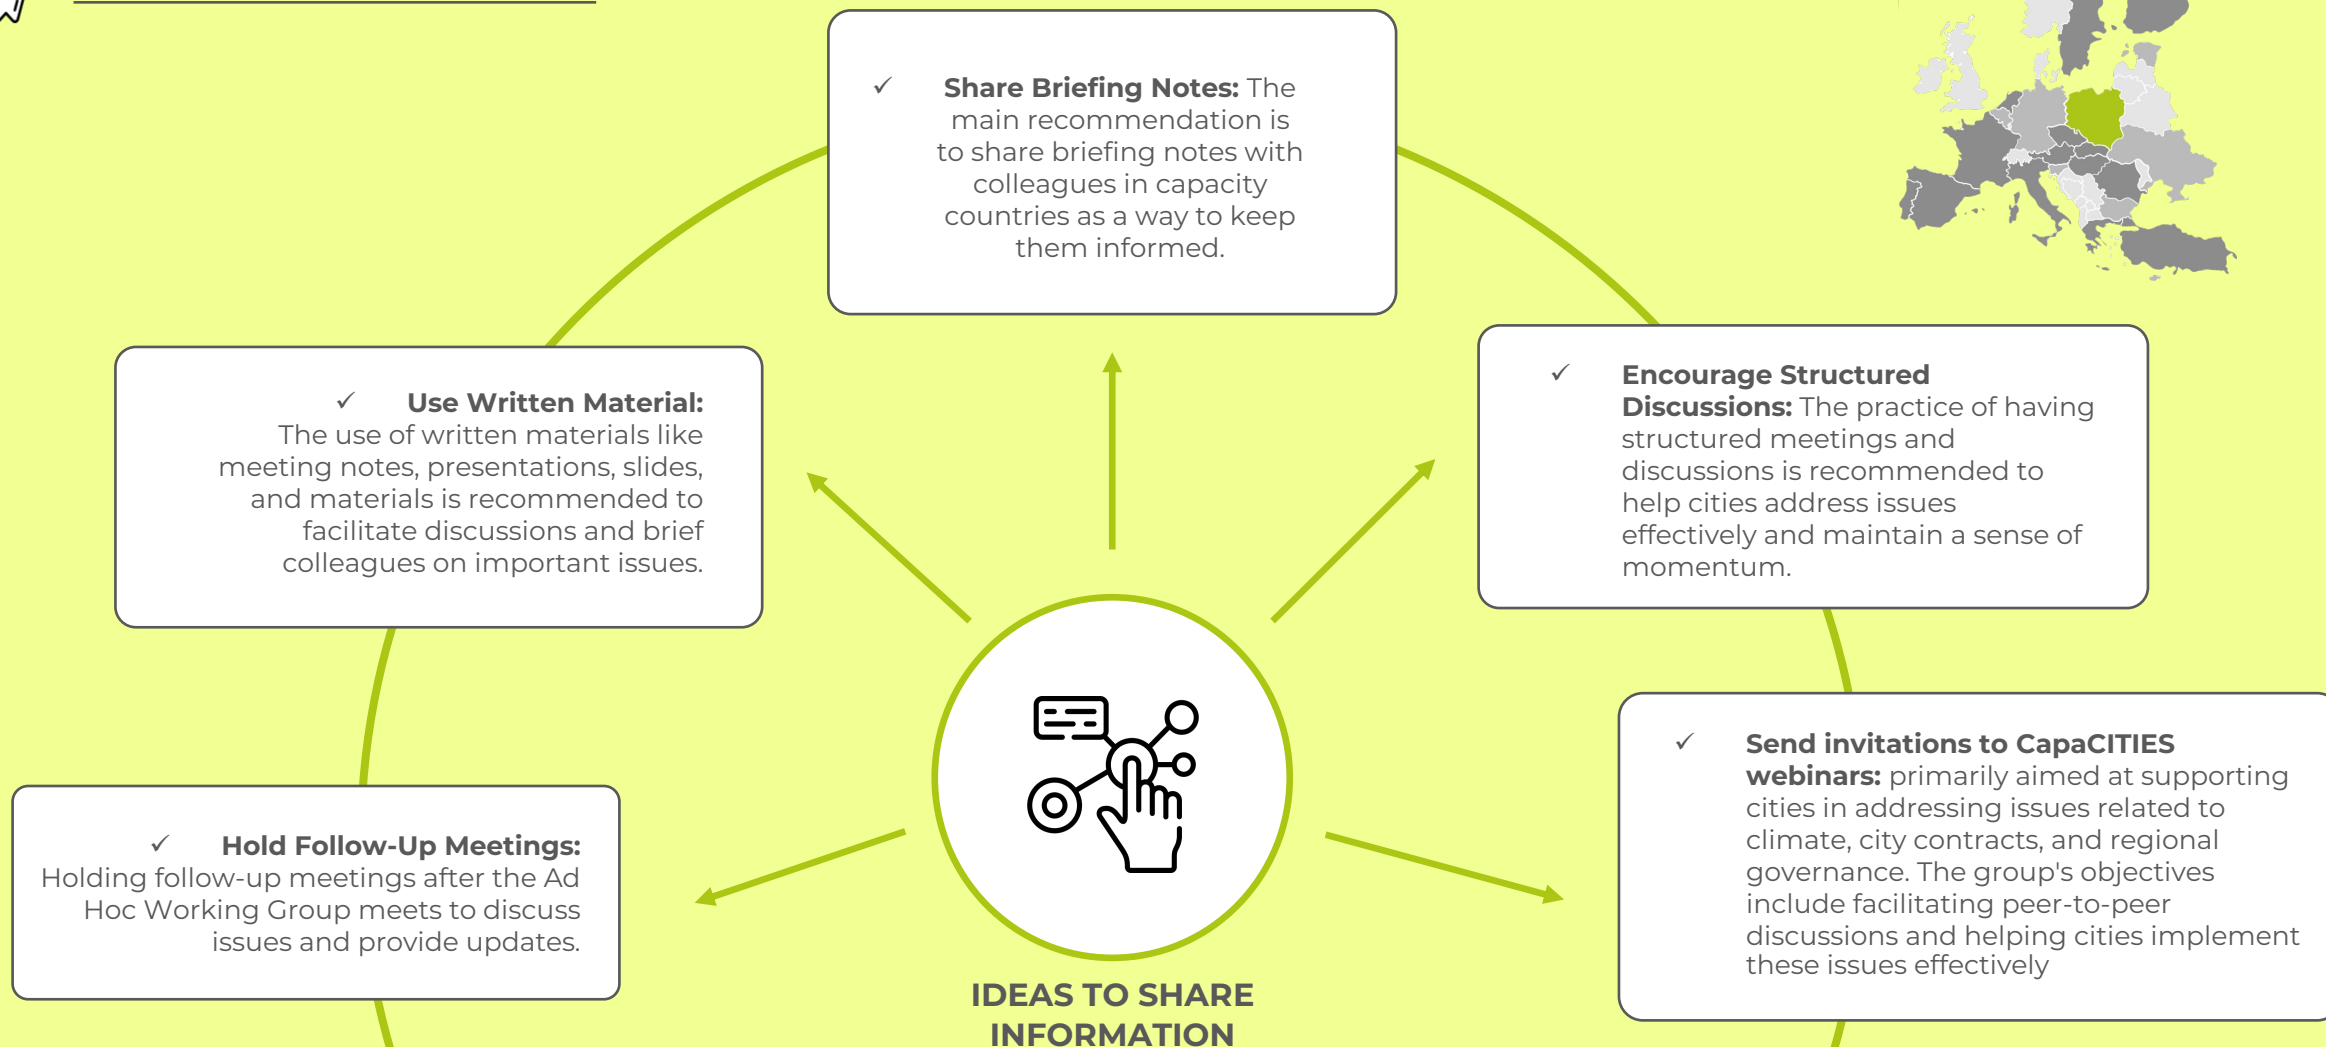 ✓ Share Briefing Notes: The
main recommendation is
to share briefing notes with
colleagues in capacity
countries as a way to keep
them informed.
✓ Use Written Material:
The use of written materials like
meeting notes, presentations, slides,
and materials is recommended to
facilitate discussions and brief
colleagues on important issues.
✓ Encourage Structured
Discussions: The practice of having
structured meetings and
discussions is recommended to
help cities address issues
effectively and maintain a sense of
momentum.
✓ Hold Follow-Up Meetings:
Holding follow-up meetings after the Ad
Hoc Working Group meets to discuss
issues and provide updates.
✓ Send invitations to CapaCITIES
webinars: primarily aimed at supporting
cities in addressing issues related to
climate, city contracts, and regional
governance. The group's objectives
include facilitating peer-to-peer
discussions and helping cities implement
these issues effectively
IDEAS TO SHARE
INFORMATION